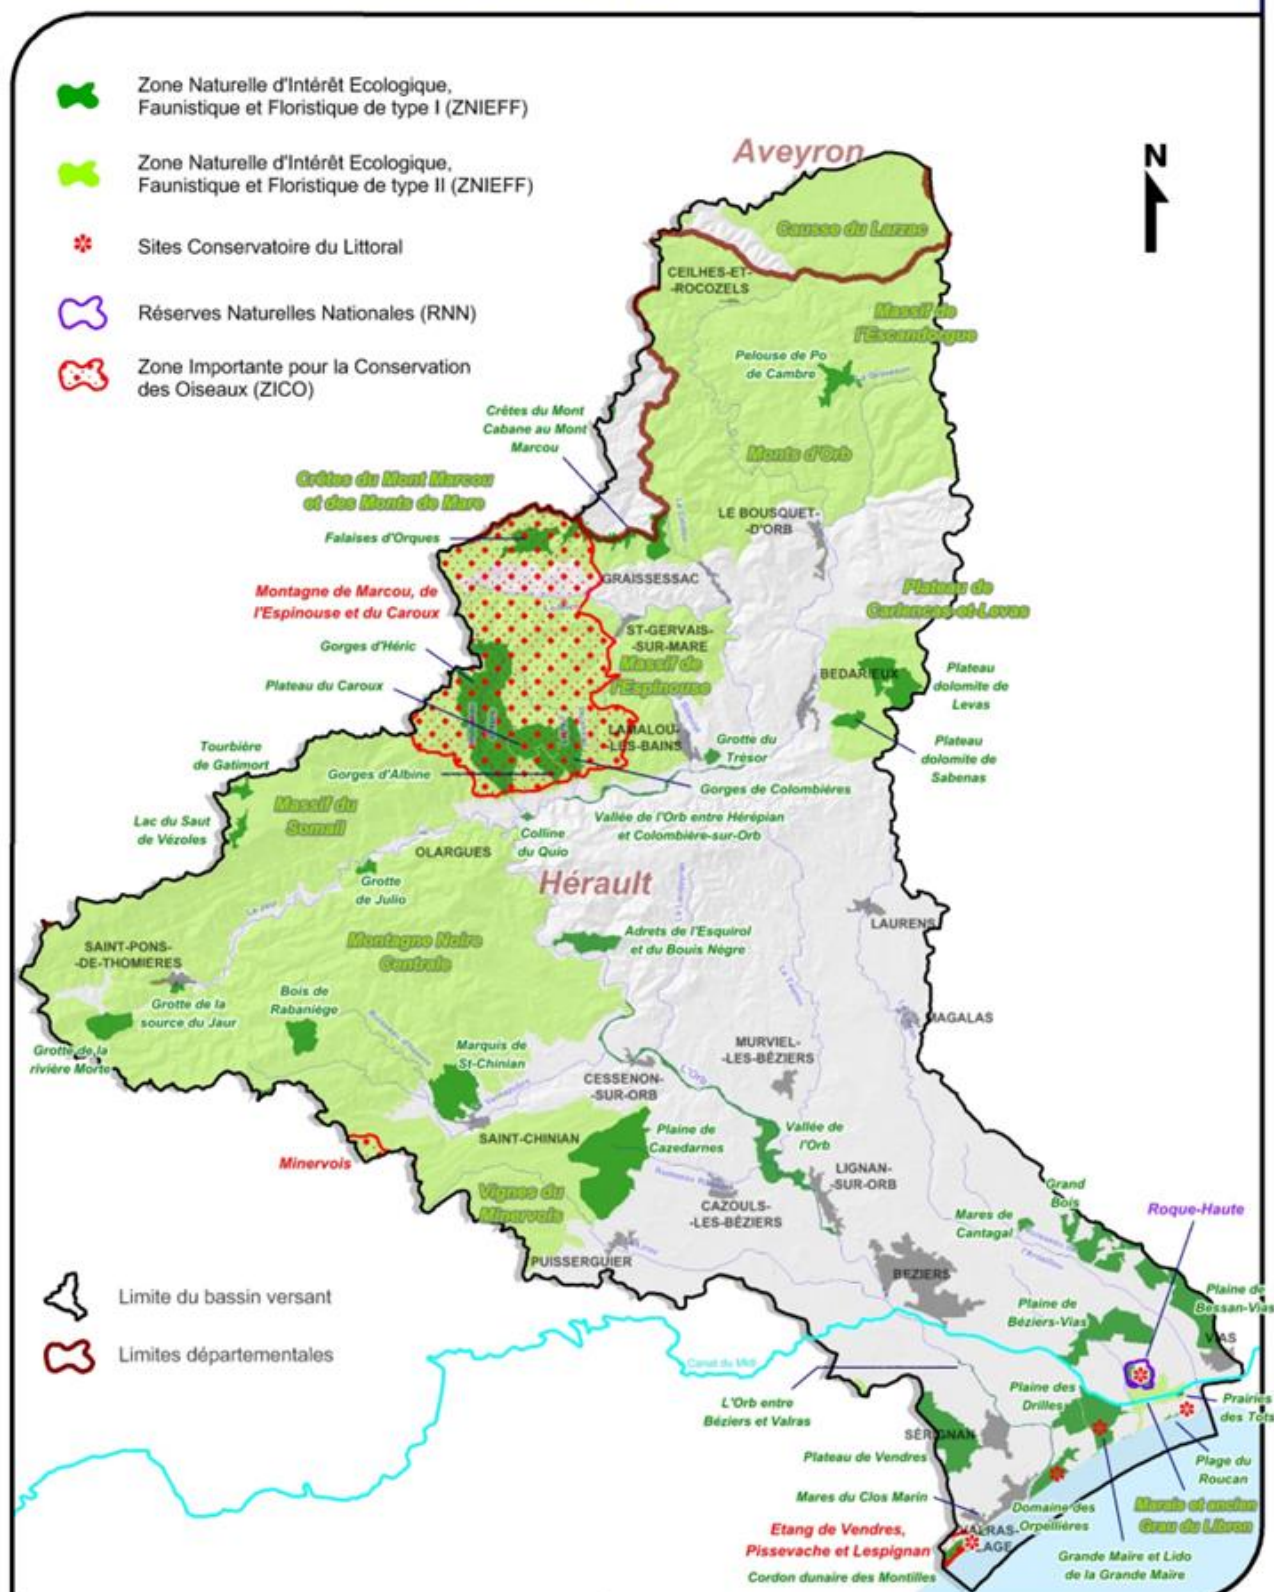 Zone Naturelle d'Intérêt Ecologique,
Faunistique et Floristique de type I (ZNIEFF)
Zone Naturelle d'Intérêt Ecologique,
Faunistique et Floristique de type II (ZNIEFF)
Sites Conservatoire du Littoral
Réserves Naturelles Nationales (RNN)
Zone Importante pour la Conservation
des Oiseaux (ZICO)
N
Aveyron
Causse du Larzac
CEILHES-ET-
-ROCOZELS
Massif de
l'Escandorgue
Pelouse de Po
de Cambre
Crêtes du Mont
Cabane au Mont
Marcou
Monts d'Orb
Crêtes du Mont Marcou
et des Monts de Mare
LE BOUSQUET-
-D'ORB
Falaises d'Orques
GRAISSESSAC
Montagne de Marcou, de
l'Espinouse et du Caroux
Plateau de
Carlencas-et-Levas
ST-GERVAIS-
-SUR-MARE
Gorges d'Héric
Massif de
l'Espinouse
BEDARIEUX
Plateau du Caroux
Plateau
dolomite de
Levas
LAMALOU-
-LES-BAINS
Grotte du
Trésor
Plateau
dolomite de
Sabenas
Tourbière
de Gatimort
Gorges d'Albine
Gorges de Colombières
Massif du
Somail
Lac du Saut
de Vézoles
Colline
du Quio
Vallée de l'Orb entre Hérépian
et Colombière-sur-Orb
OLARGUES
Grotte
de Julio
Hérault
Le Jaur
LAURENS
Adrets de l'Esquirol
et du Bouis Nègre
SAINT-PONS-
-DE-THOMIERES
Montagne Noire
Centrale
Grotte de la
source du Jaur
Bois de
Rabaniège
MAGALAS
Grotte de la
rivière Morte
Marquis de
St-Chinian
MURVIEL-
-LES-BÉZIERS
CESSENON-
-SUR-ORB
L'Orb
SAINT-CHINIAN
Plaine de
Cazedarnes
Vallée de
l'Orb
Minervois
LIGNAN-
-SUR-ORB
Vignes du
Minervois
CAZOULS-
-LES-BÉZIERS
Grand
Bois
Mares de
Cantagal
Roque-Haute
PUISSERGUIER
BEZIERS
Limite du bassin versant
Plaine de
Bessan-Vias
Plaine de
Béziers-Vias
VIAS
Limites départementales
Canal du Midi
L'Orb entre
Béziers et Valras
Plaine des
Drilles
Prairies
des Tots
SÉRIGNAN
Plateau de Vendres
Plage du
Roucan
Mares du Clos Marin
Domaine des
Orpellières
Marais et ancien
Grau du Libron
Etang de Vendres,
Pissevache et Lespignan
VALRAS-
PLAGE
Grande Maïre et Lido
de la Grande Maïre
Cordon dunaire des Montilles